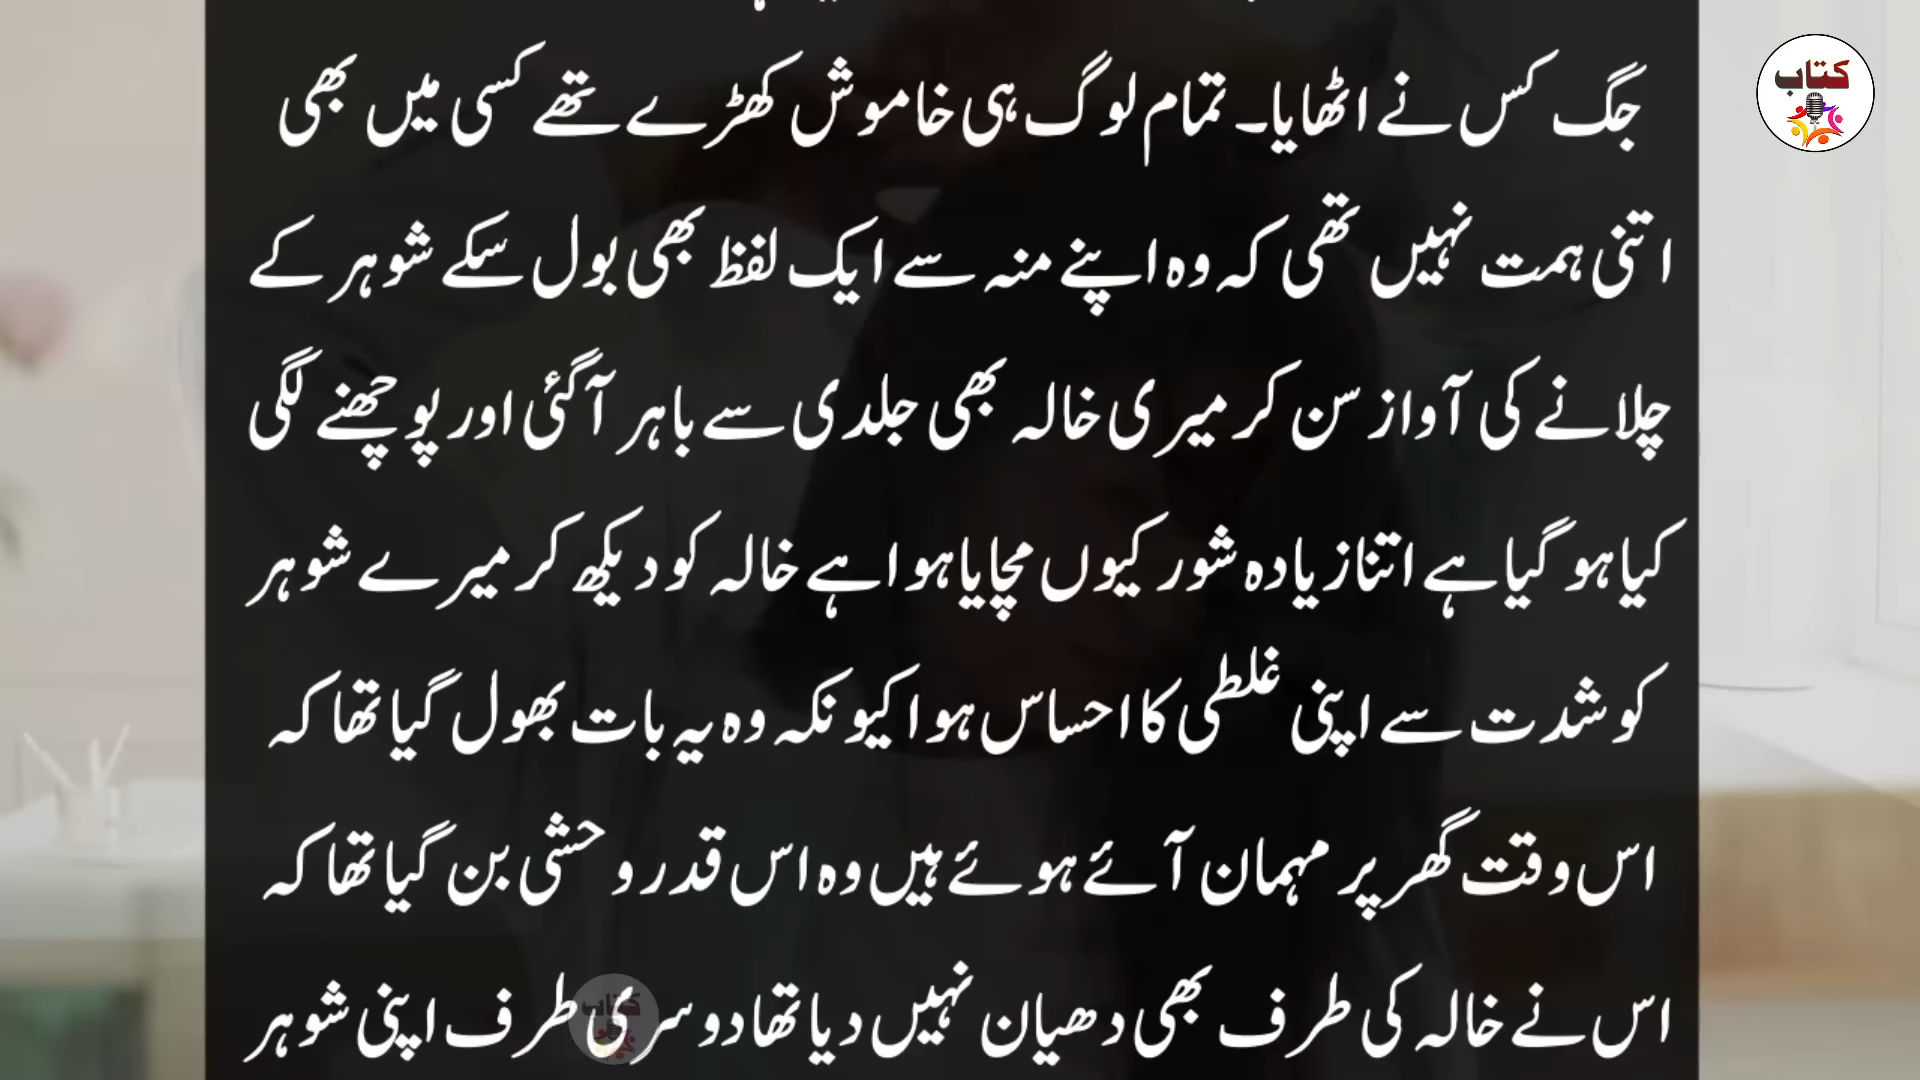 جگ کس نے اٹھایا۔ تمام لوگ ہی خاموش کھڑے تھے کسی میں بھی
اتنی ہمت نہیں تھی کہ وہ اپنے منہ سے ایک لفظ بھی بول سکے شوہر کے
چلانے کی آواز سن کر میری خالہ بھی جلدی سے باہر آگئی اور پوچھنے لگی
کیا ہو گیا ہے اتنا زیادہ شور کیوں مچایا ہوا ہے خالہ کو دیکھ کر میرے شوہر
کو شدت سے اپنی غلطی کا احساس ہوا کیونکہ وہ یہ بات بھول گیا تھا کہ
اس وقت گھر پر مہمان آئے ہوئے ہیں وہ اس قدر وحشی بن گیا تھا کہ
اس نے خالہ کی طرف بھی دھیان نہیں دیا تھا دوسری طرف اپنی شوہر
کتاب
کتاب